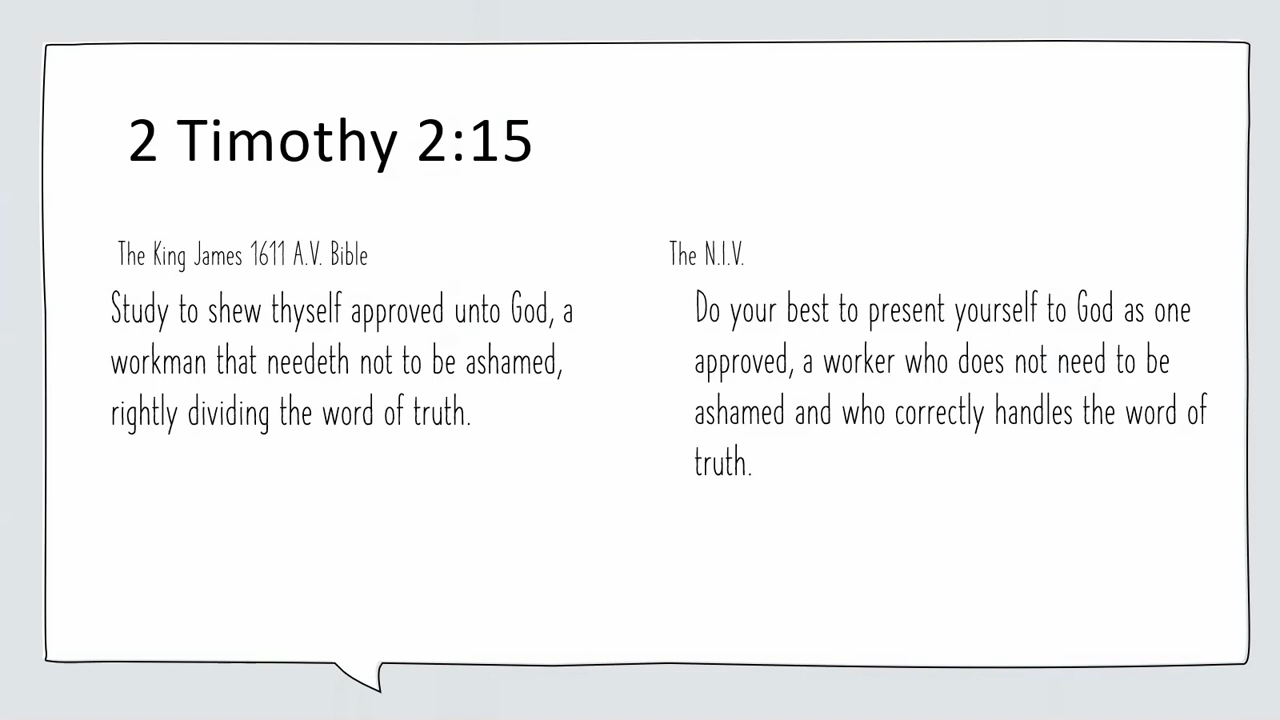 2 Timothy 2:15
The King James 1611 A.V. Bible
Study to shew thyself approved unto God, a
workman that needeth not to be ashamed,
rightly dividing the word of truth.
The N.I.V.
Do your best to present yourself to God as one
approved, a worker who does not need to be
ashamed and who correctly handles the word of
truth.